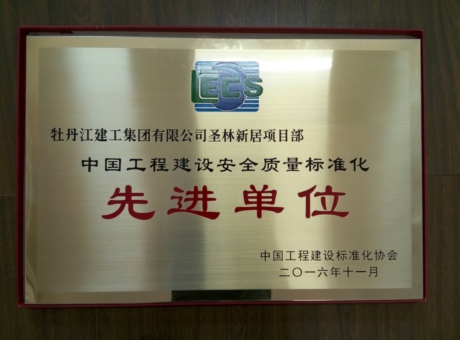 CECS
牡丹江建工集团有限公司圣林新居项目部
中国工程建设安全质量标准化
先进单位
中国工程建设标准化协会
二〇一六年十一月